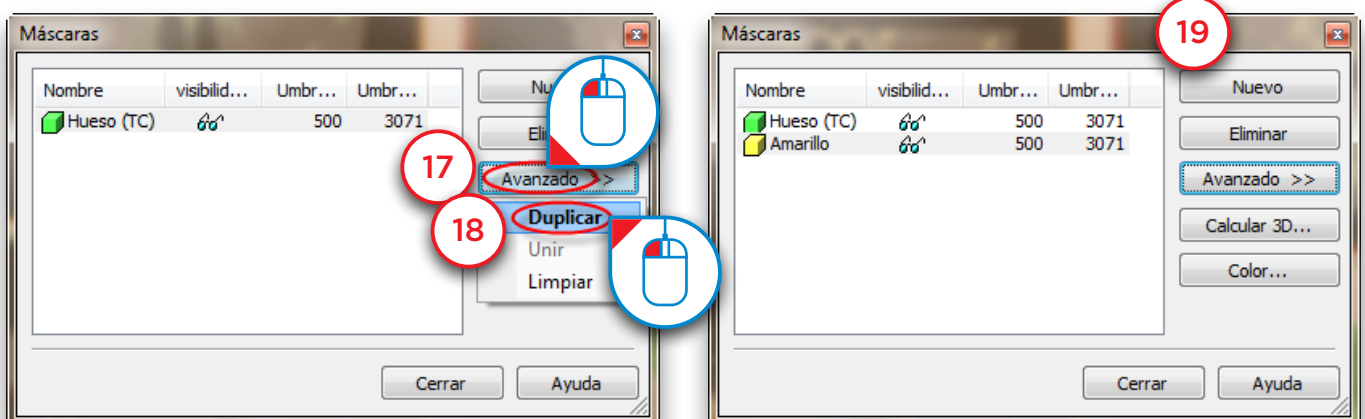 Máscaras
Nombre visibilid... Umbr... Umbr...
Hueso (TC) 500 3071
17
Avanzado >>
18
Duplicar
Unir
Limpiar
Cerrar Ayuda
19
Máscaras
Nombre visibilid... Umbr... Umbr...
Hueso (TC) 500 3071
Amarillo 500 3071
Nuevo
Eliminar
Avanzado >>
Calcular 3D...
Color...
Cerrar Ayuda